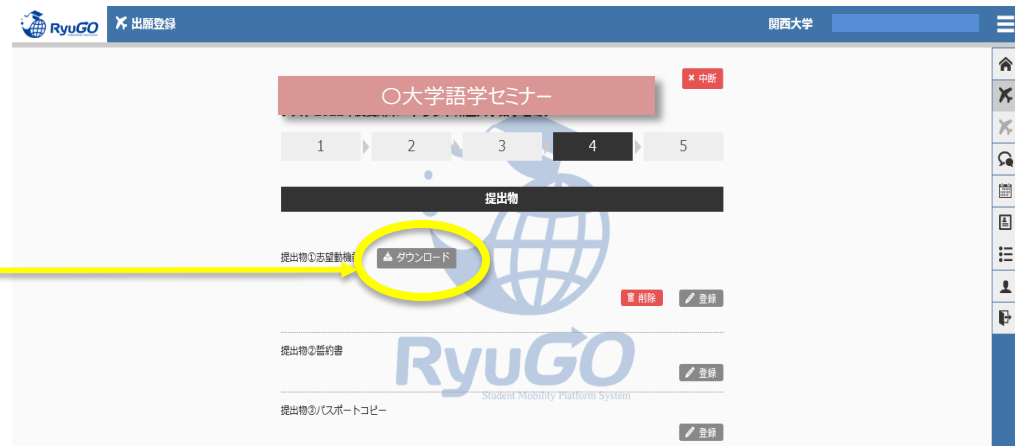 RyuGO 出願登録 関西大学
中断
〇大学語学セミナー
1 2 3 4 5
提出物
提出物①志望動機 ダウンロード
削除 登録
提出物②誓約書
登録
RyuGO
Student Mobility Platform System
提出物③パスポートコピー
登録